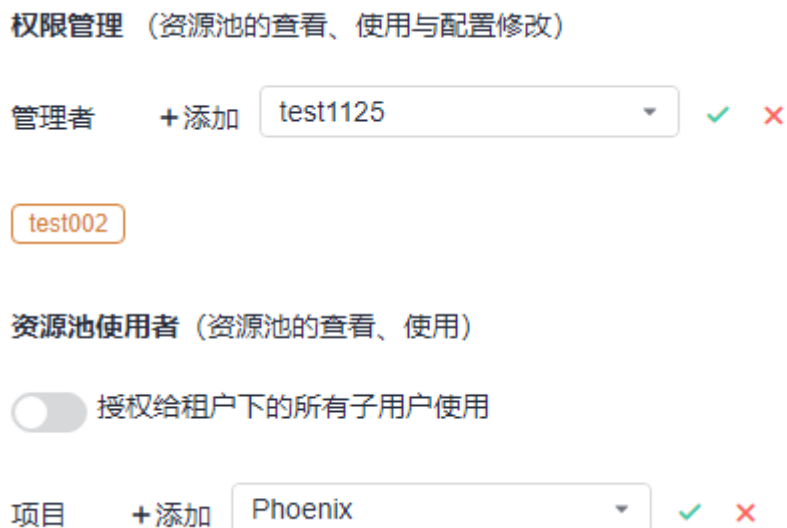 权限管理 （资源池的查看、使用与配置修改）
管理者 +添加 test1125
test002
资源池使用者（资源池的查看、使用）
授权给租户下的所有子用户使用
项目 +添加 Phoenix